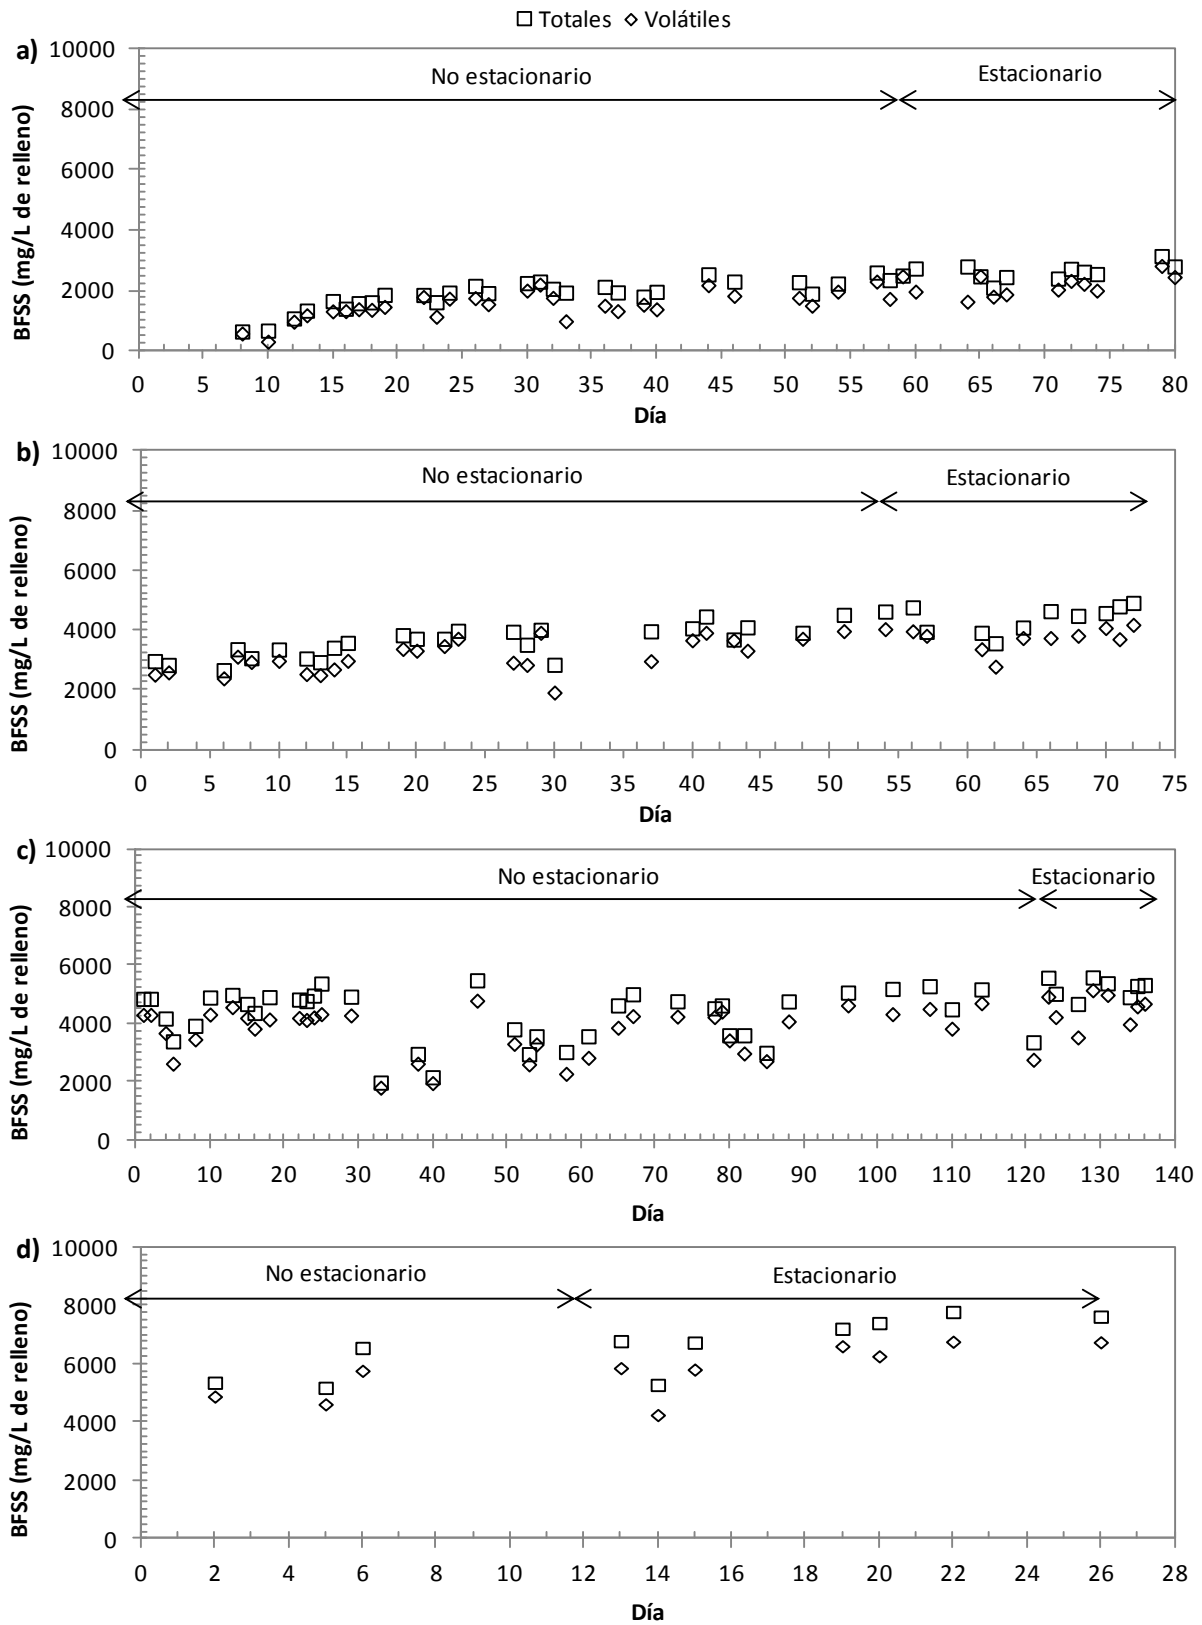 Totales Volátiles
a)
No estacionario Estacionario
BFSS (mg/L de relleno)
10000
8000
6000
4000
2000
0
0 5 10 15 20 25 30 35 40 45 50 55 60 65 70 75 80
Día
b)
No estacionario Estacionario
BFSS (mg/L de relleno)
10000
8000
6000
4000
2000
0
0 5 10 15 20 25 30 35 40 45 50 55 60 65 70 75
Día
c)
No estacionario Estacionario
BFSS (mg/L de relleno)
10000
8000
6000
4000
2000
0
0 10 20 30 40 50 60 70 80 90 100 110 120 130 140
Día
d)
No estacionario Estacionario
BFSS (mg/L de relleno)
10000
8000
6000
4000
2000
0
0 2 4 6 8 10 12 14 16 18 20 22 24 26 28
Día